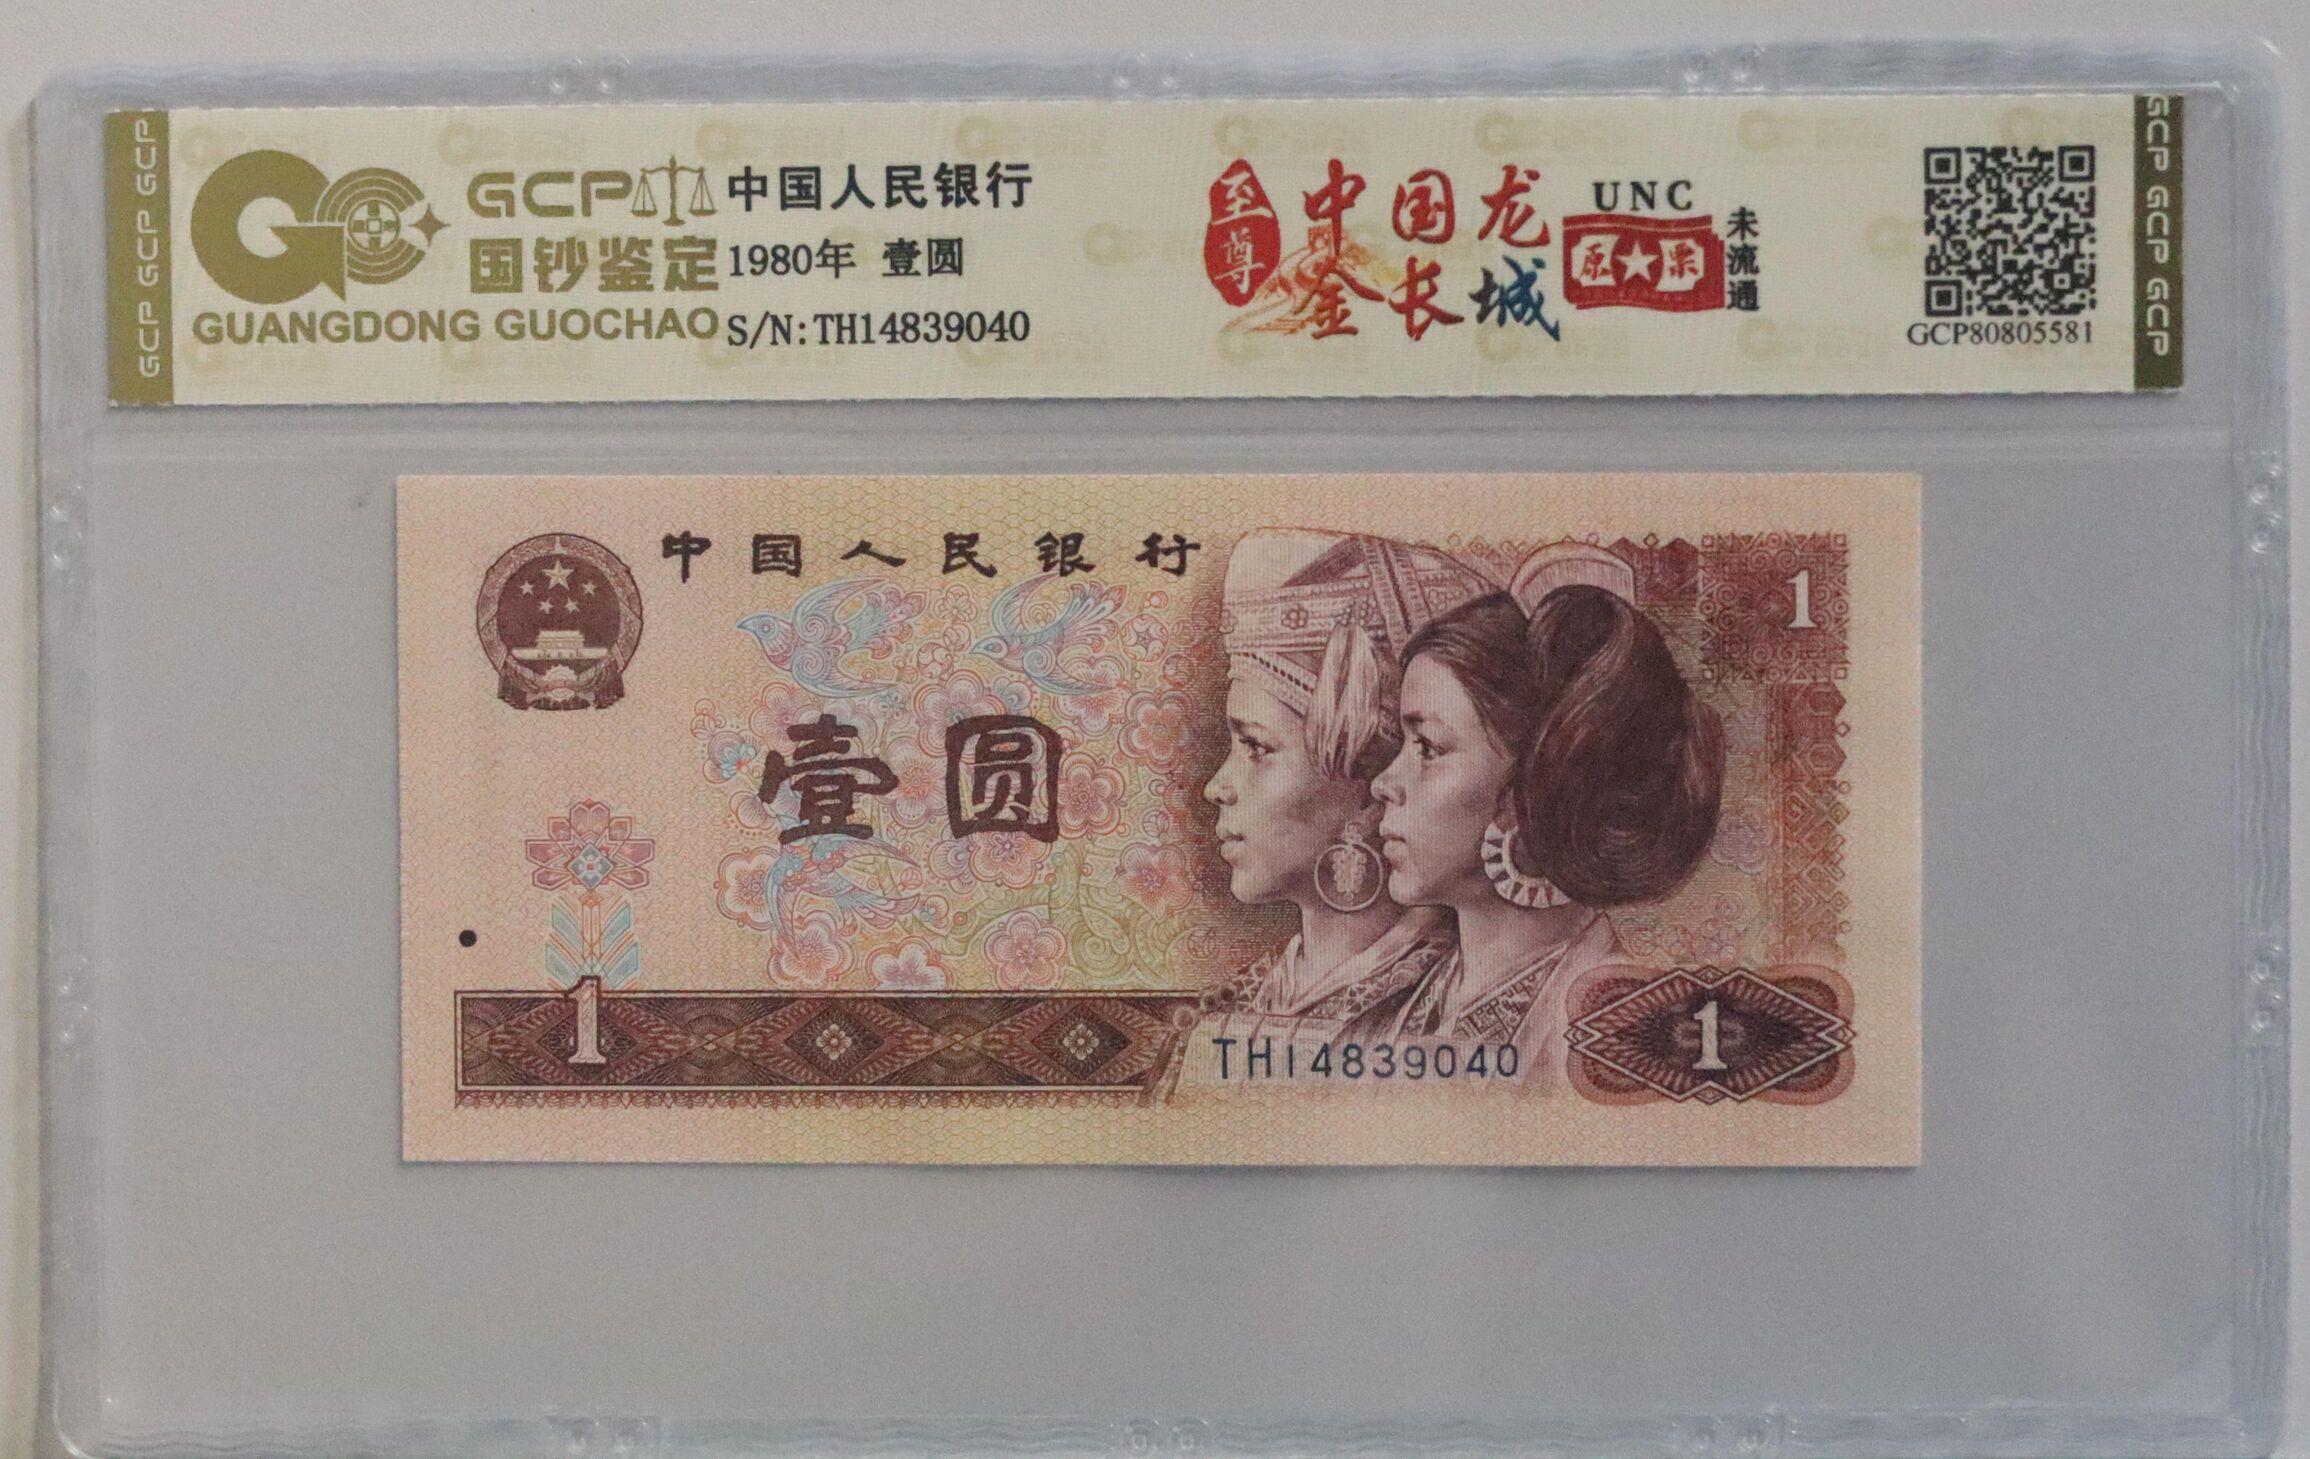 GCP GCP GCP
GCP
国钞鉴定
GUANGDONG GUOCHAO
中国人民银行
1980年 壹圆
S/N:TH14839040
至尊
中国龙
金长城
UNC
原票
未流通
GCP80805581
GCP GCP GCP
中国人民银行
1
壹圆
1
TH14839040
1